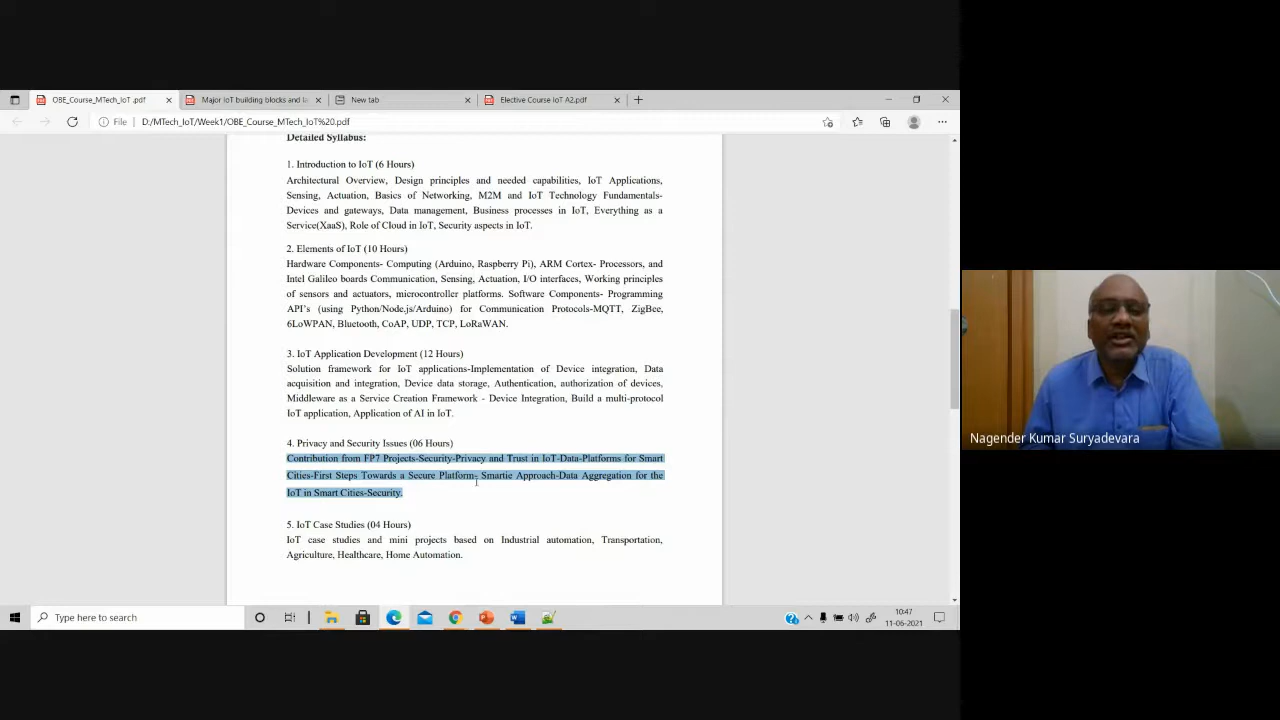 OBE_Course_MTech_IoT .pdf
Major IoT building blocks and la
New tab
Elective Course IoT A2.pdf
File
D:/MTech_IoT/Week1/OBE_Course_MTech_IoT%20.pdf
Detailed Syllabus:
1. Introduction to IoT (6 Hours)
Architectural Overview, Design principles and needed capabilities, IoT Applications,
Sensing, Actuation, Basics of Networking, M2M and IoT Technology Fundamentals-
Devices and gateways, Data management, Business processes in IoT, Everything as a
Service(XaaS), Role of Cloud in IoT, Security aspects in IoT.
2. Elements of IoT (10 Hours)
Hardware Components- Computing (Arduino, Raspberry Pi), ARM Cortex- Processors, and
Intel Galileo boards Communication, Sensing, Actuation, I/O interfaces, Working principles
of sensors and actuators, microcontroller platforms. Software Components- Programming
API's (using Python/Node.js/Arduino) for Communication Protocols-MQTT, ZigBee,
6LoWPAN, Bluetooth, CoAP, UDP, TCP, LoRaWAN.
3. IoT Application Development (12 Hours)
Solution framework for IoT applications-Implementation of Device integration, Data
acquisition and integration, Device data storage, Authentication, authorization of devices,
Middleware as a Service Creation Framework - Device Integration, Build a multi-protocol
IoT application, Application of AI in IoT.
4. Privacy and Security Issues (06 Hours)
Contribution from FP7 Projects-Security-Privacy and Trust in IoT-Data-Platforms for Smart
Cities-First Steps Towards a Secure Platform- Smartie Approach-Data Aggregation for the
IoT in Smart Cities-Security.
5. IoT Case Studies (04 Hours)
IoT case studies and mini projects based on Industrial automation, Transportation,
Agriculture, Healthcare, Home Automation.
Nagender Kumar Suryadevara
Type here to search
10:47
11-06-2021